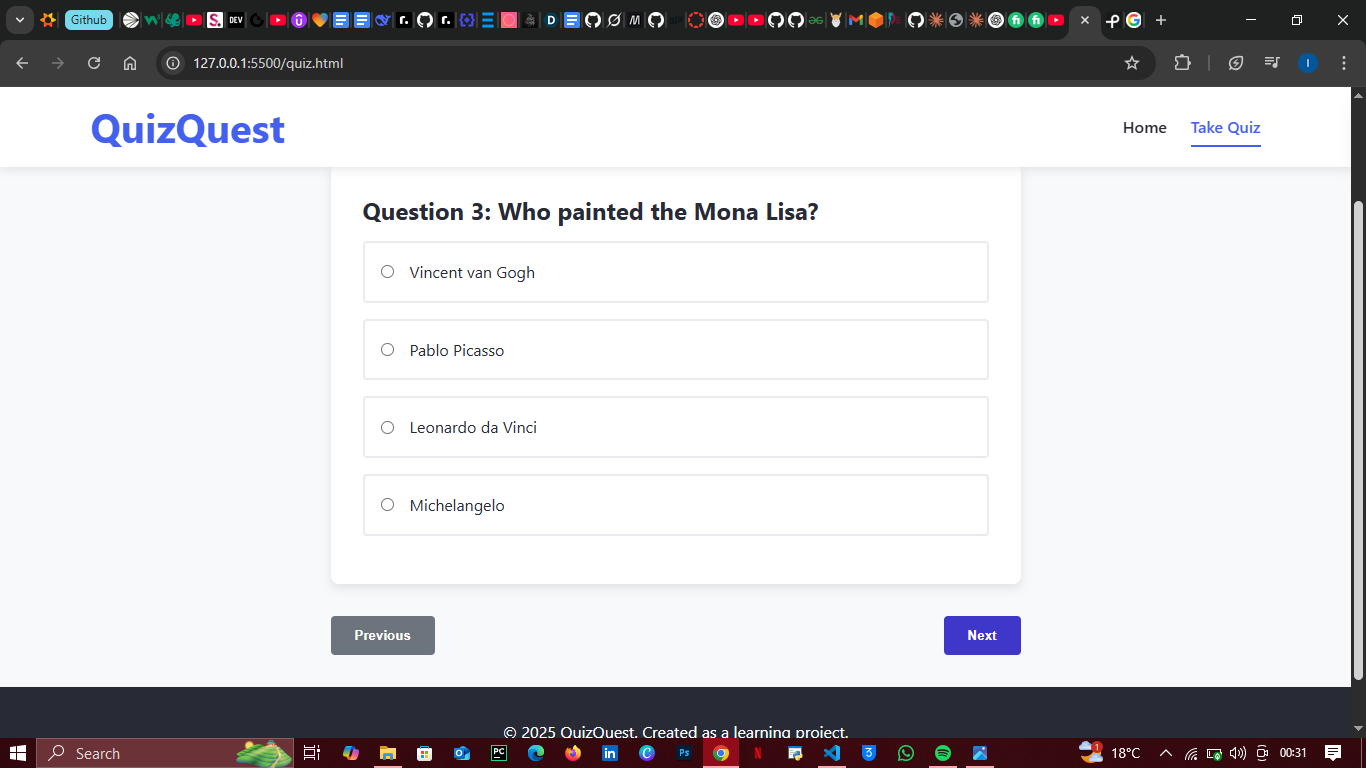 Github
DEV
127.0.0.1:5500/quiz.html
QuizQuest
Home
Take Quiz
Question 3: Who painted the Mona Lisa?
Vincent van Gogh
Pablo Picasso
Leonardo da Vinci
Michelangelo
Previous
Next
© 2025 QuizQuest. Created as a learning project.
Search
18°C
00:31